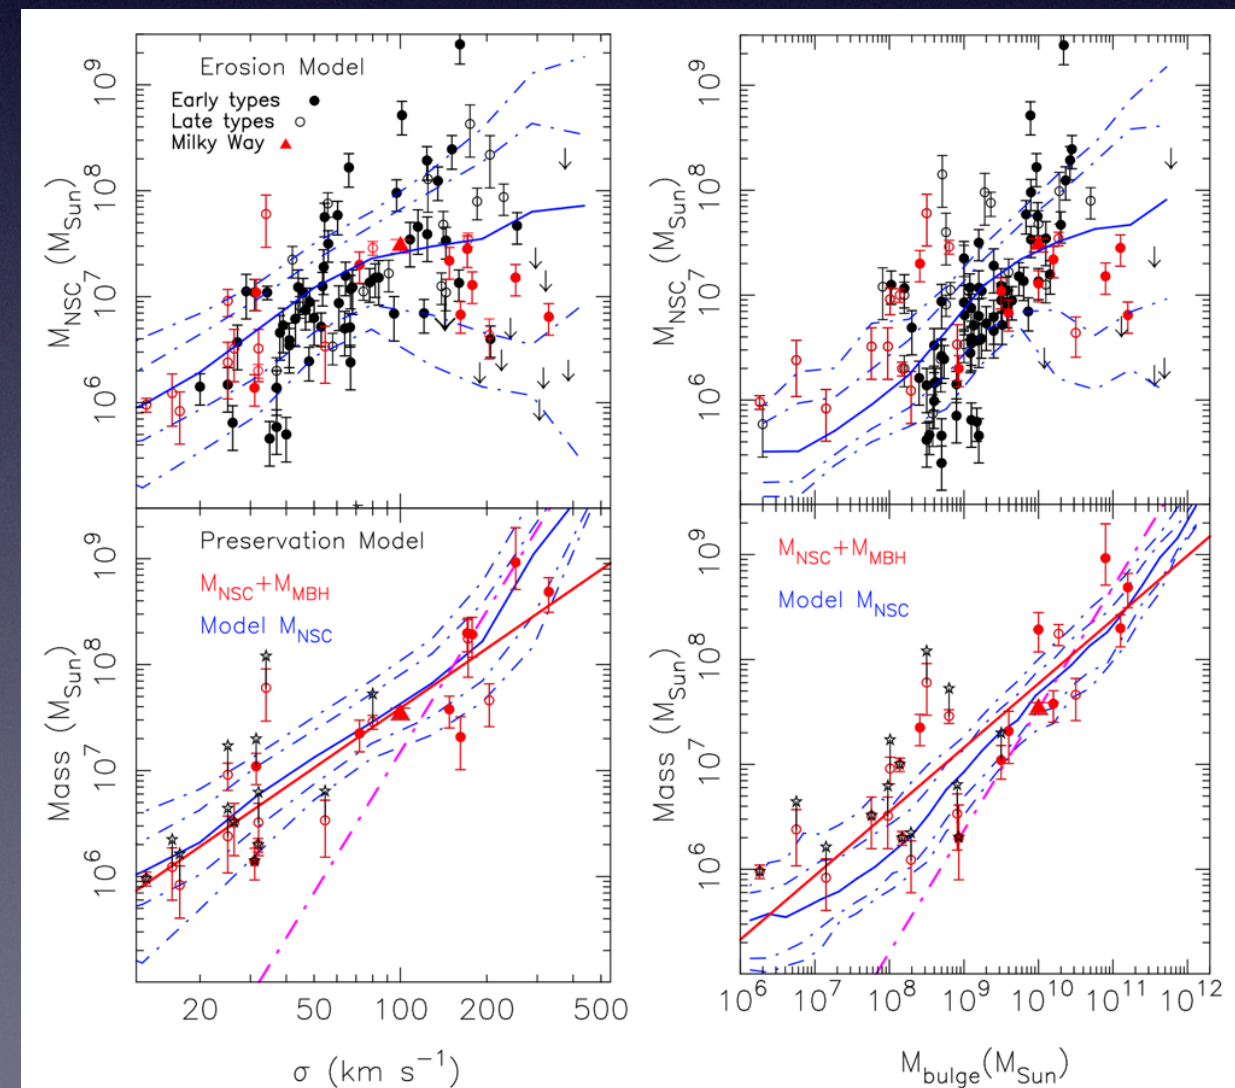 Erosion Model
Early types
Late types
Milky Way
M_NSC (M_Sun)
10^9
10^8
10^7
10^6
M_NSC (M_Sun)
10^9
10^8
10^7
10^6
Preservation Model
M_NSC+M_MBH
Model M_NSC
Mass (M_Sun)
10^9
10^8
10^7
10^6
20 50 100 200 500
σ (km s^-1)
M_NSC+M_MBH
Model M_NSC
Mass (M_Sun)
10^9
10^8
10^7
10^6
10^6 10^7 10^8 10^9 10^10 10^11 10^12
M_bulge(M_Sun)